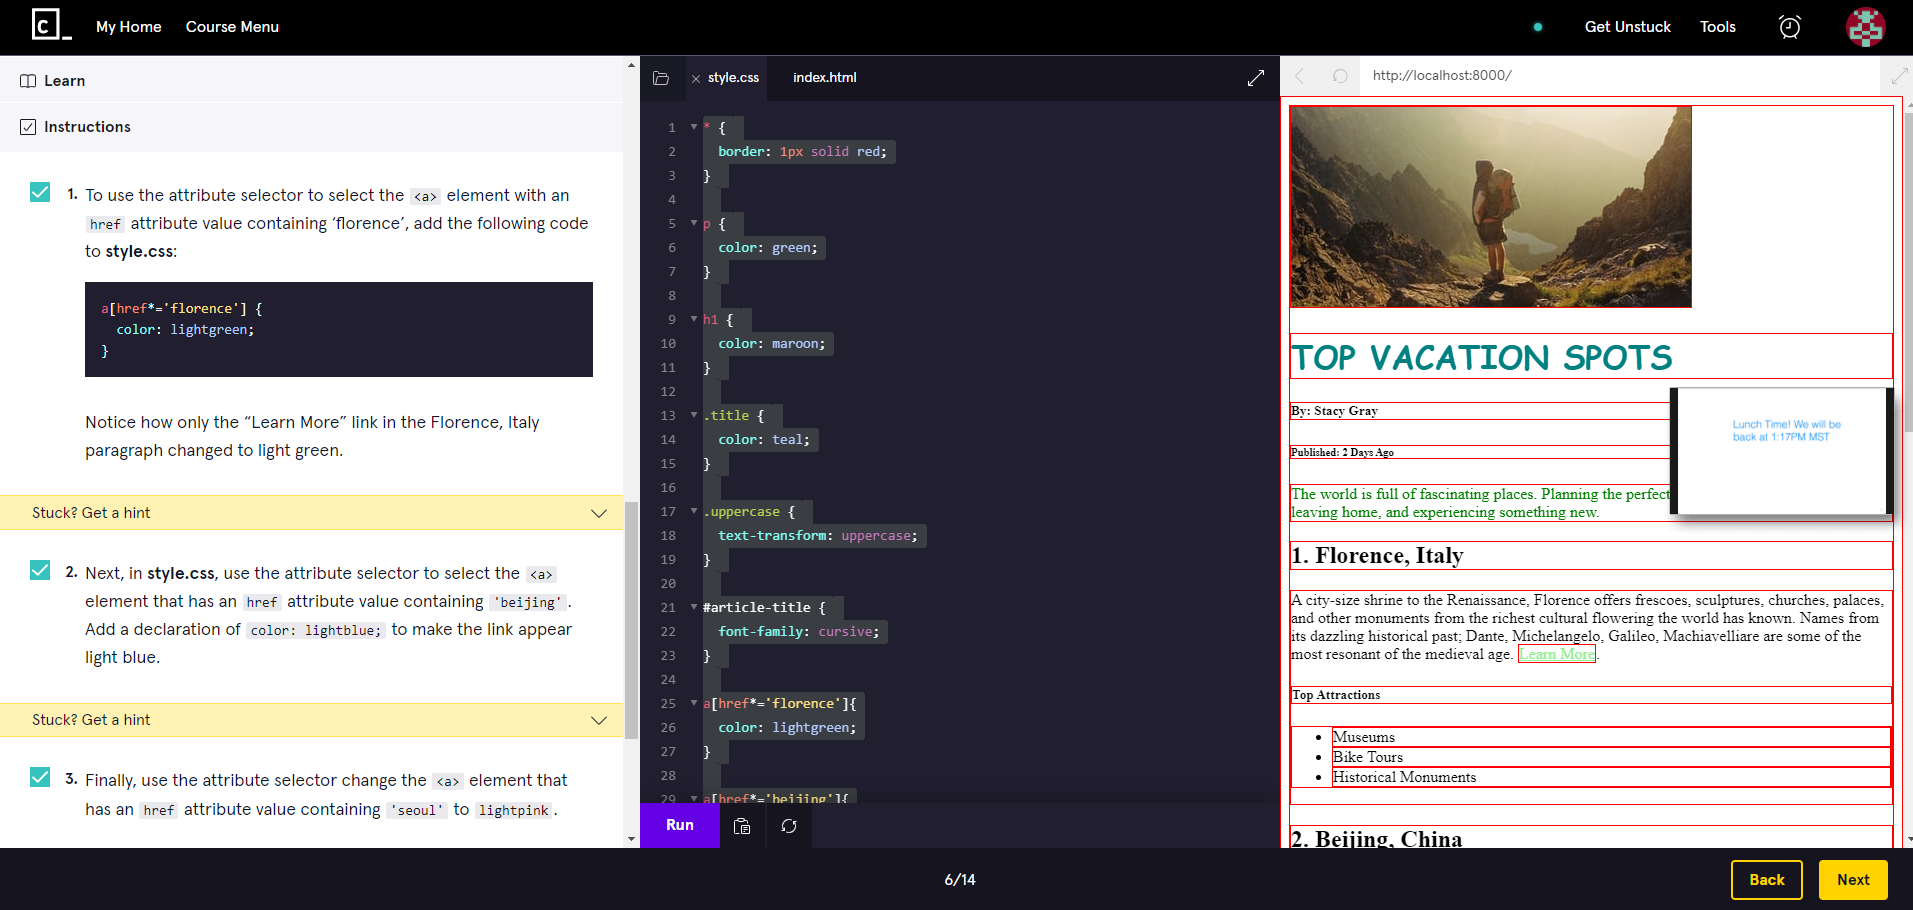 C_
My Home
Course Menu
Get Unstuck
Tools
Learn
Instructions
1. To use the attribute selector to select the <a> element with an
href attribute value containing ‘florence’, add the following code
to style.css:
a[href*='florence'] {
color: lightgreen;
}
Notice how only the “Learn More” link in the Florence, Italy
paragraph changed to light green.
Stuck? Get a hint
2. Next, in style.css, use the attribute selector to select the <a>
element that has an href attribute value containing 'beijing'.
Add a declaration of color: lightblue; to make the link appear
light blue.
Stuck? Get a hint
3. Finally, use the attribute selector change the <a> element that
has an href attribute value containing 'seoul' to lightpink.
style.css
index.html
1 * {
2 border: 1px solid red;
3 }
4
5 p {
6 color: green;
7 }
8
9 h1 {
10 color: maroon;
11 }
12
13 .title {
14 color: teal;
15 }
16
17 .uppercase {
18 text-transform: uppercase;
19 }
20
21 #article-title {
22 font-family: cursive;
23 }
24
25 a[href*='florence']{
26 color: lightgreen;
27 }
28
29 a[href*='beijing']{
Run
http://localhost:8000/
TOP VACATION SPOTS
By: Stacy Gray
Published: 2 Days Ago
Lunch Time! We will be
back at 1:17PM MST
The world is full of fascinating places. Planning the perfect
leaving home, and experiencing something new.
1. Florence, Italy
A city-size shrine to the Renaissance, Florence offers frescoes, sculptures, churches, palaces,
and other monuments from the richest cultural flowering the world has known. Names from
its dazzling historical past; Dante, Michelangelo, Galileo, Machiavelliare are some of the
most resonant of the medieval age. Learn More.
Top Attractions
Museums
Bike Tours
Historical Monuments
2. Beijing, China
6/14
Back
Next